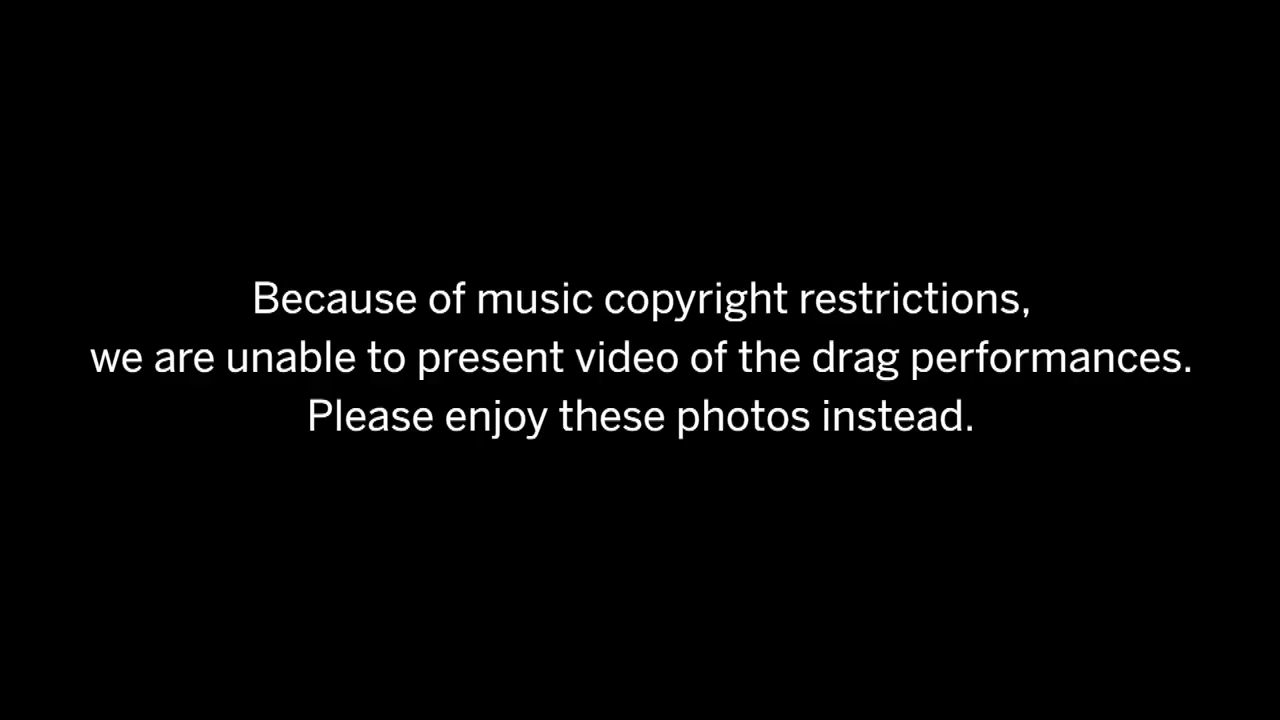 Because of music copyright restrictions,
we are unable to present video of the drag performances.
Please enjoy these photos instead.